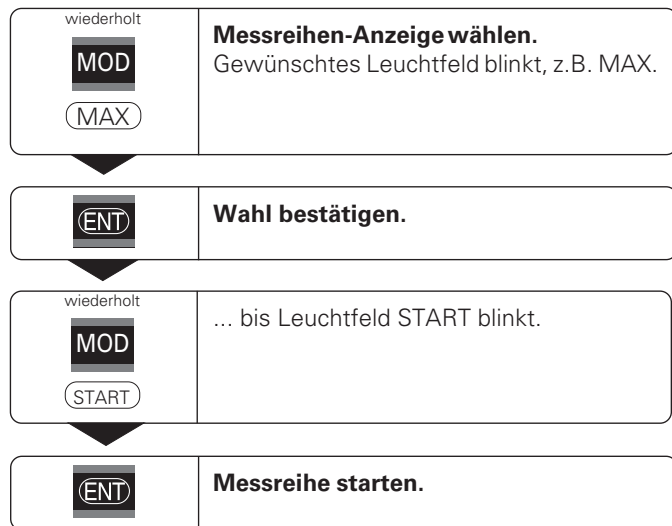 wiederholt
MOD
MAX
Messreihen-Anzeige wählen.
Gewünschtes Leuchtfeld blinkt, z.B. MAX.
ENT
Wahl bestätigen.
wiederholt
MOD
START
... bis Leuchtfeld START blinkt.
ENT
Messreihe starten.